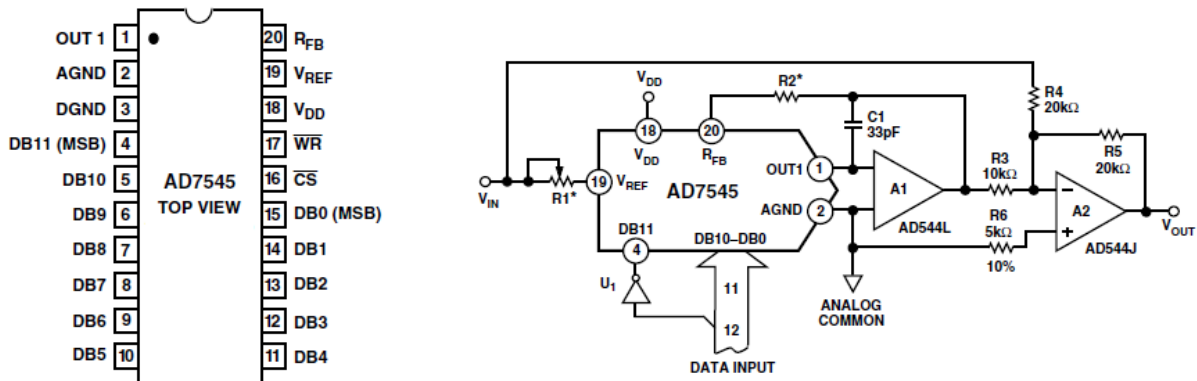 OUT 1 1
AGND 2
DGND 3
DB11 (MSB) 4
DB10 5
DB9 6
DB8 7
DB7 8
DB6 9
DB5 10
AD7545
TOP VIEW
20 RFB
19 VREF
18 VDD
17 WR
16 CS
15 DB0 (MSB)
14 DB1
13 DB2
12 DB3
11 DB4
VDD
R2*
R4
20kΩ
18
VDD
20
RFB
C1
33pF
R5
20kΩ
OUT1 1
R3
10kΩ
VIN
R1*
19 VREF
AD7545
A1
AD544L
AGND 2
A2
AD544J
VOUT
R6
5kΩ
10%
DB11
4
DB10–DB0
U1
11
12
ANALOG
COMMON
DATA INPUT